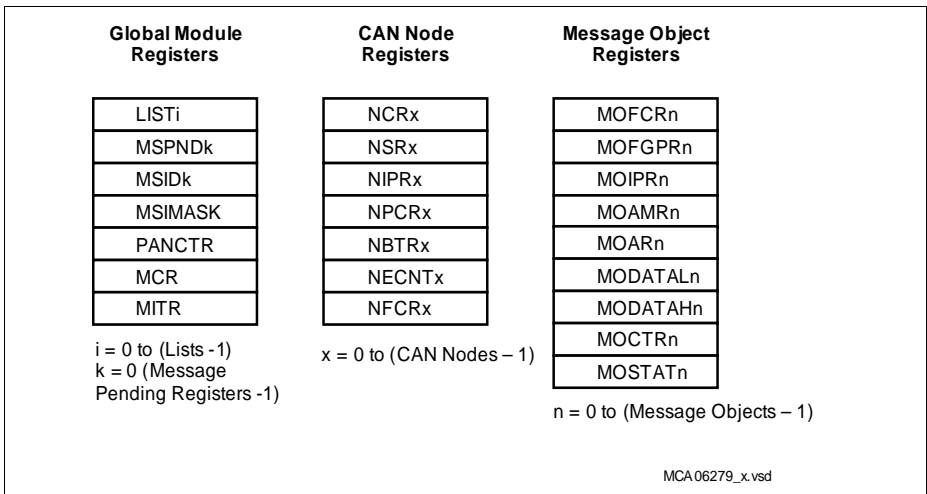 Global Module
Registers
LISTi
MSPNDk
MSIDk
MSIMASK
PANCTR
MCR
MITR
i = 0 to (Lists -1)
k = 0 (Message
Pending Registers -1)
CAN Node
Registers
NCRx
NSRx
NIPRx
NPCRx
NBTRx
NECNTx
NFCRx
x = 0 to (CAN Nodes – 1)
Message Object
Registers
MOFCRn
MOFGPRn
MOIPRn
MOAMRn
MOARn
MODATALn
MODATAHn
MOCTRn
MOSTATn
n = 0 to (Message Objects – 1)
MCA06279_x.vsd